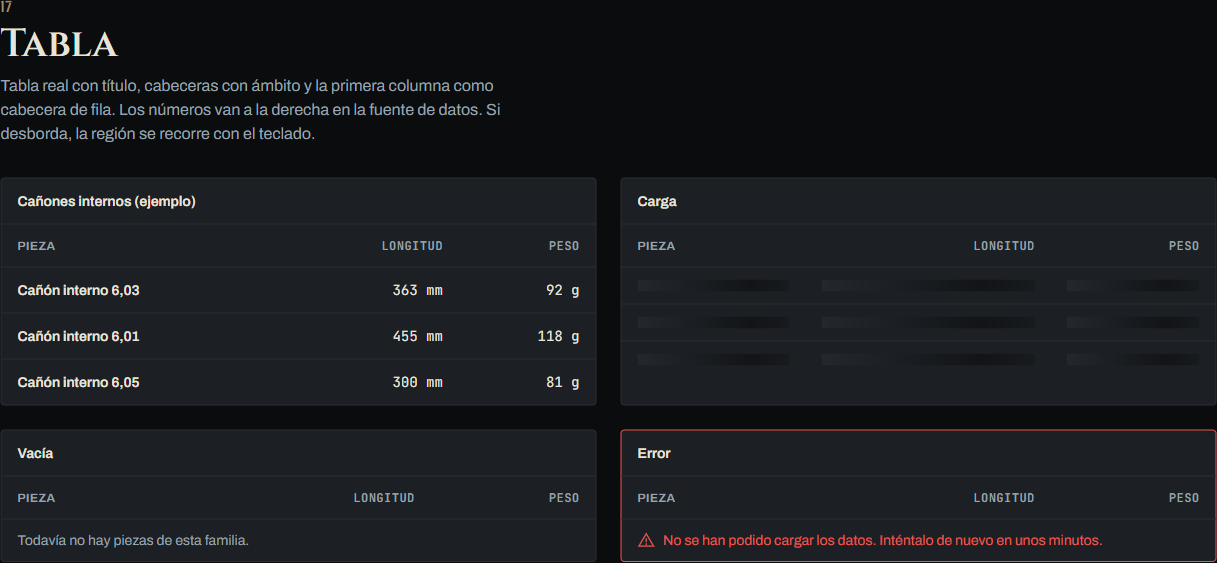 17
TABLA
Tabla real con título, cabeceras con ámbito y la primera columna como
cabecera de fila. Los números van a la derecha en la fuente de datos. Si
desborda, la región se recorre con el teclado.
Cañones internos (ejemplo)
PIEZA LONGITUD PESO
Cañón interno 6,03 363 mm 92 g
Cañón interno 6,01 455 mm 118 g
Cañón interno 6,05 300 mm 81 g
Carga
PIEZA LONGITUD PESO
Vacía
PIEZA LONGITUD PESO
Todavía no hay piezas de esta familia.
Error
PIEZA LONGITUD PESO
No se han podido cargar los datos. Inténtalo de nuevo en unos minutos.